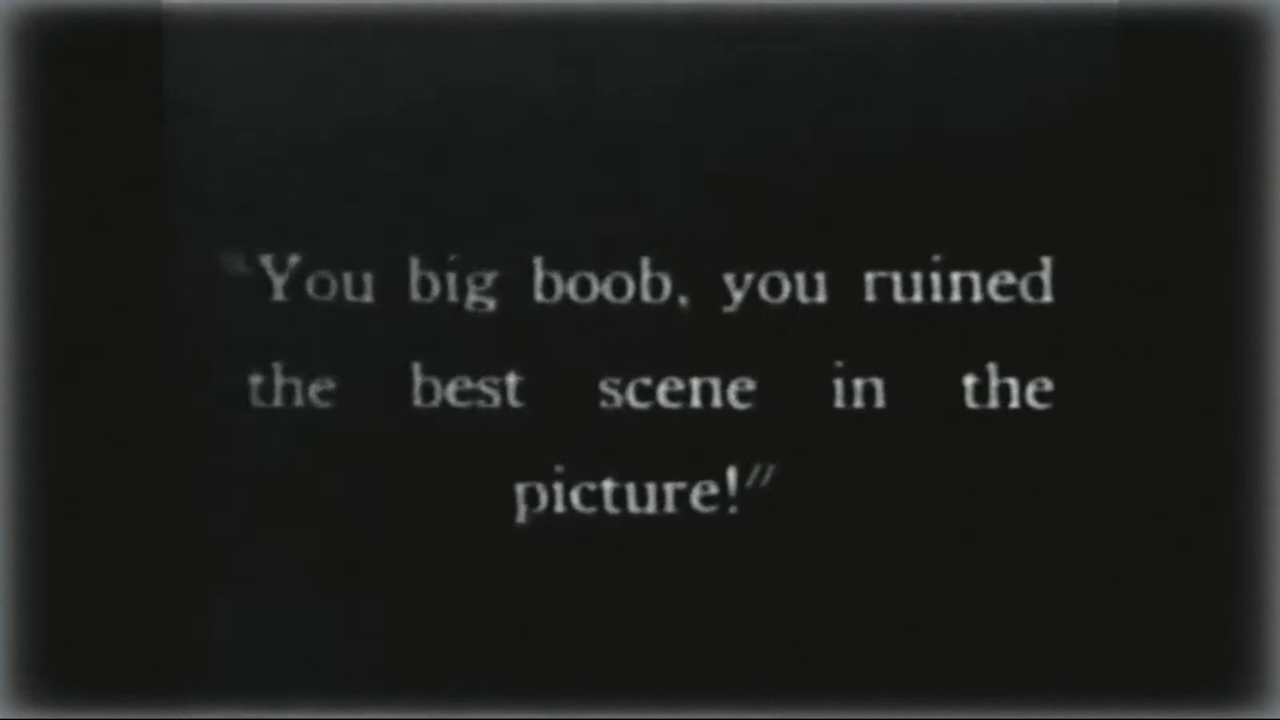 "You big boob, you ruined
the best scene in the
picture!"